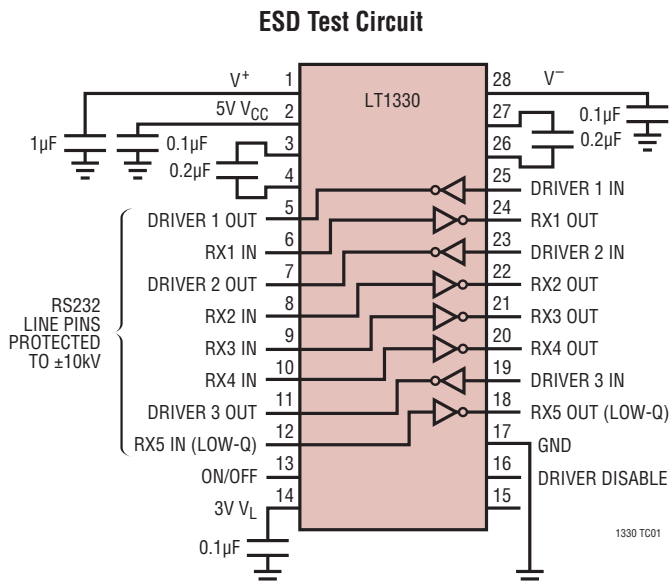 ESD Test Circuit
LT1330
V+ 1
5V VCC 2
3
4
1µF
0.1µF
0.2µF
DRIVER 1 OUT 5
RX1 IN 6
DRIVER 2 OUT 7
RX2 IN 8
RX3 IN 9
RX4 IN 10
DRIVER 3 OUT 11
RX5 IN (LOW-Q) 12
ON/OFF 13
3V VL 14
0.1µF
RS232
LINE PINS
PROTECTED
TO ±10kV
28 V–
27
26
0.1µF
0.2µF
25 DRIVER 1 IN
24 RX1 OUT
23 DRIVER 2 IN
22 RX2 OUT
21 RX3 OUT
20 RX4 OUT
19 DRIVER 3 IN
18 RX5 OUT (LOW-Q)
17 GND
16 DRIVER DISABLE
15
1330 TC01